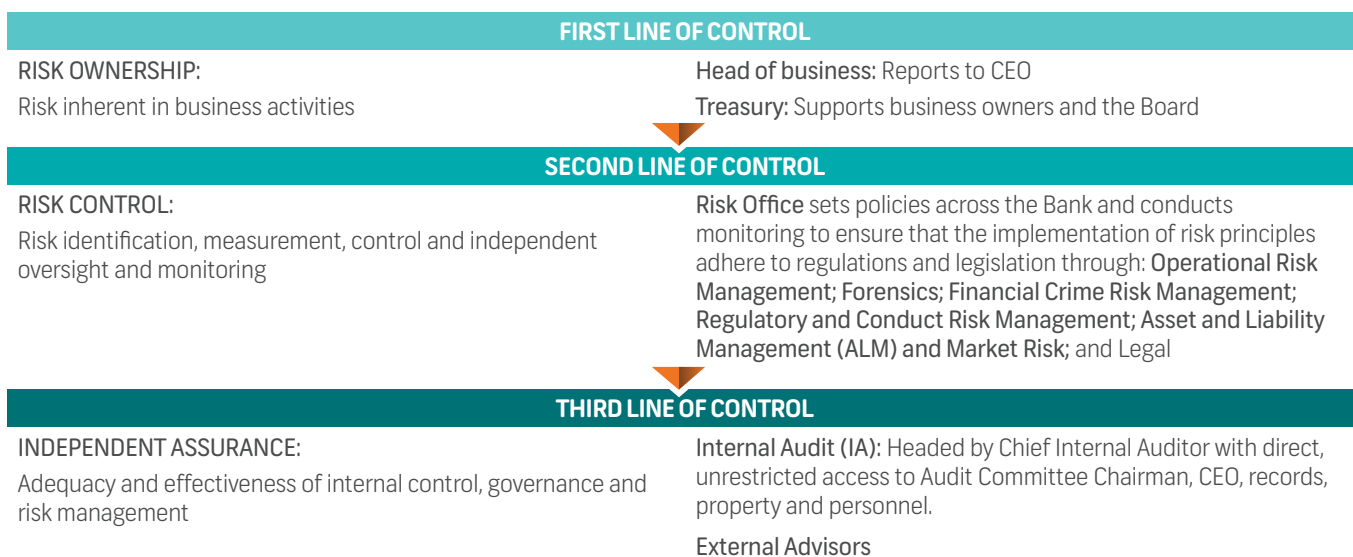 FIRST LINE OF CONTROL
RISK OWNERSHIP:
Risk inherent in business activities
Head of business: Reports to CEO
Treasury: Supports business owners and the Board
SECOND LINE OF CONTROL
RISK CONTROL:
Risk identification, measurement, control and independent
oversight and monitoring
Risk Office sets policies across the Bank and conducts
monitoring to ensure that the implementation of risk principles
adhere to regulations and legislation through: Operational Risk
Management; Forensics; Financial Crime Risk Management;
Regulatory and Conduct Risk Management; Asset and Liability
Management (ALM) and Market Risk; and Legal
THIRD LINE OF CONTROL
INDEPENDENT ASSURANCE:
Adequacy and effectiveness of internal control, governance and
risk management
Internal Audit (IA): Headed by Chief Internal Auditor with direct,
unrestricted access to Audit Committee Chairman, CEO, records,
property and personnel.
External Advisors